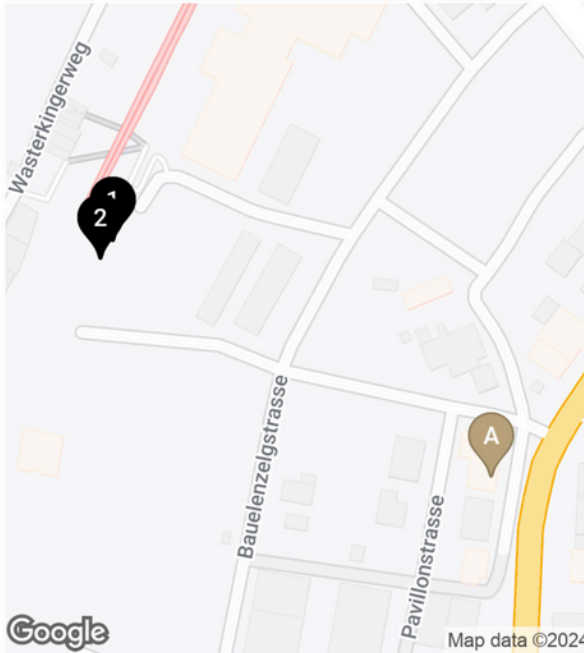 Wasterkingerweg
1
2
A
Bauelenzelgstrasse
Pavillonstrasse
Google
Map data ©2024